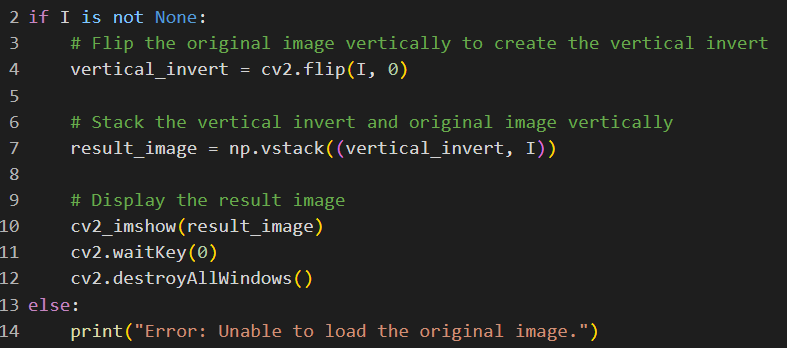 2 if I is not None:
3     # Flip the original image vertically to create the vertical invert
4     vertical_invert = cv2.flip(I, 0)
5
6     # Stack the vertical invert and original image vertically
7     result_image = np.vstack((vertical_invert, I))
8
9     # Display the result image
10     cv2_imshow(result_image)
11     cv2.waitKey(0)
12     cv2.destroyAllWindows()
13 else:
14     print("Error: Unable to load the original image.")